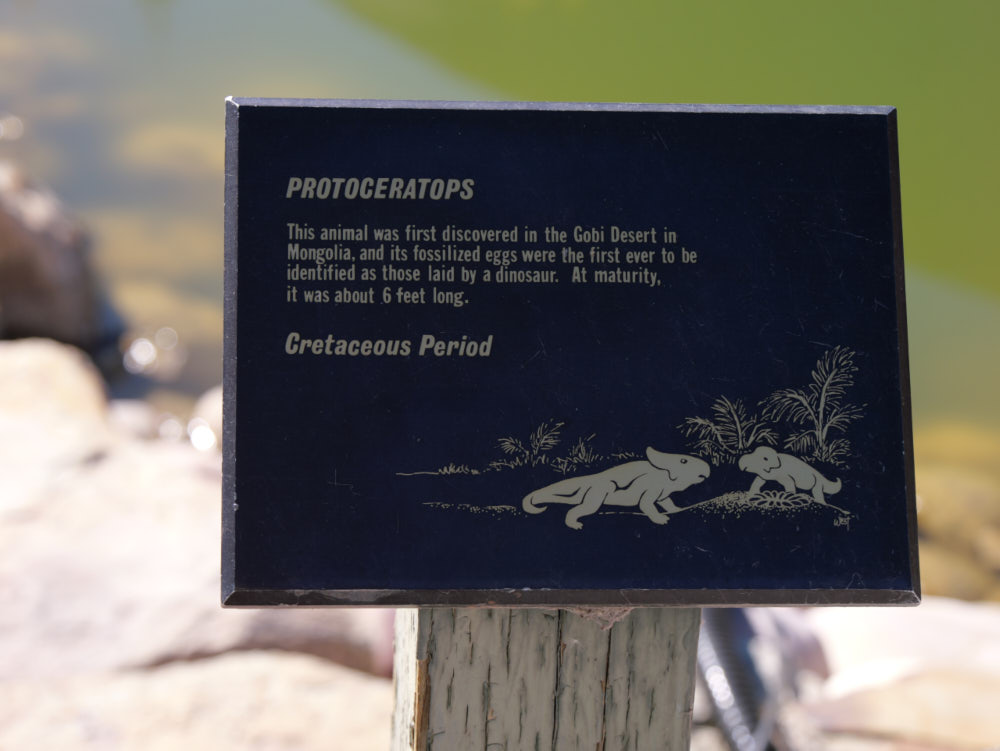 PROTOCERATOPS
This animal was first discovered in the Gobi Desert in
Mongolia, and its fossilized eggs were the first ever to be
identified as those laid by a dinosaur. At maturity,
it was about 6 feet long.
Cretaceous Period